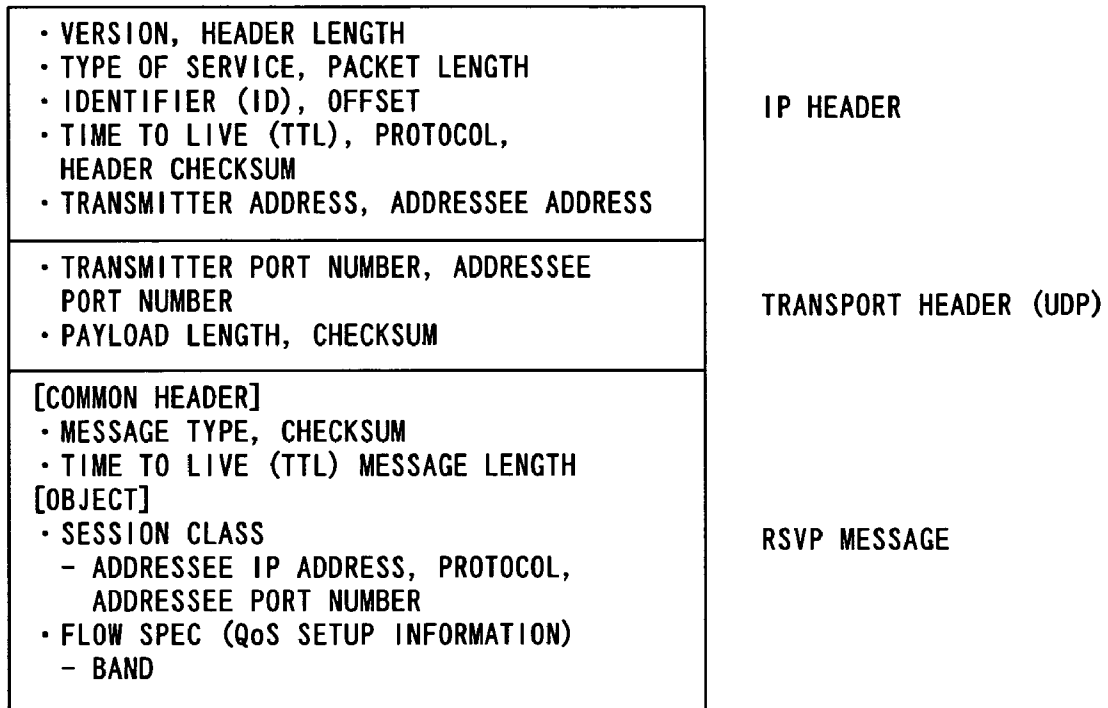 ・VERSION, HEADER LENGTH
・TYPE OF SERVICE, PACKET LENGTH
・IDENTIFIER (ID), OFFSET
・TIME TO LIVE (TTL), PROTOCOL,
HEADER CHECKSUM
・TRANSMITTER ADDRESS, ADDRESSEE ADDRESS
IP HEADER
・TRANSMITTER PORT NUMBER, ADDRESSEE
PORT NUMBER
・PAYLOAD LENGTH, CHECKSUM
TRANSPORT HEADER (UDP)
[COMMON HEADER]
・MESSAGE TYPE, CHECKSUM
・TIME TO LIVE (TTL) MESSAGE LENGTH
[OBJECT]
・SESSION CLASS
- ADDRESSEE IP ADDRESS, PROTOCOL,
ADDRESSEE PORT NUMBER
・FLOW SPEC (QoS SETUP INFORMATION)
- BAND
RSVP MESSAGE